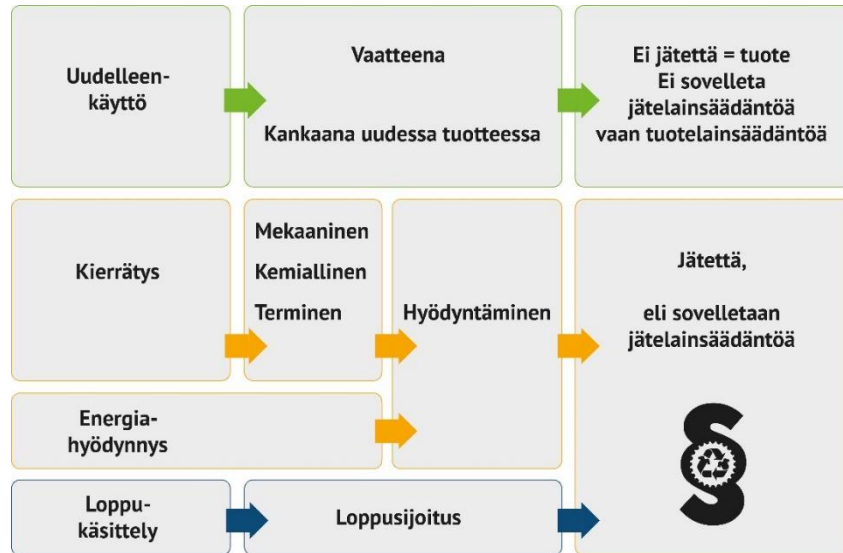 Uudelleen-
käyttö
Vaatteena
Kankaana uudessa tuotteessa
Ei jätettä = tuote
Ei sovelleta
jätelainsäädäntöä
vaan tuotelainsäädäntöä
Kierrätys
Mekaaninen
Kemiallinen
Terminen
Hyödyntäminen
Jätettä,
eli sovelletaan
jätelainsäädäntöä
Energia-
hyödynnys
Loppu-
käsittely
Loppusijoitus